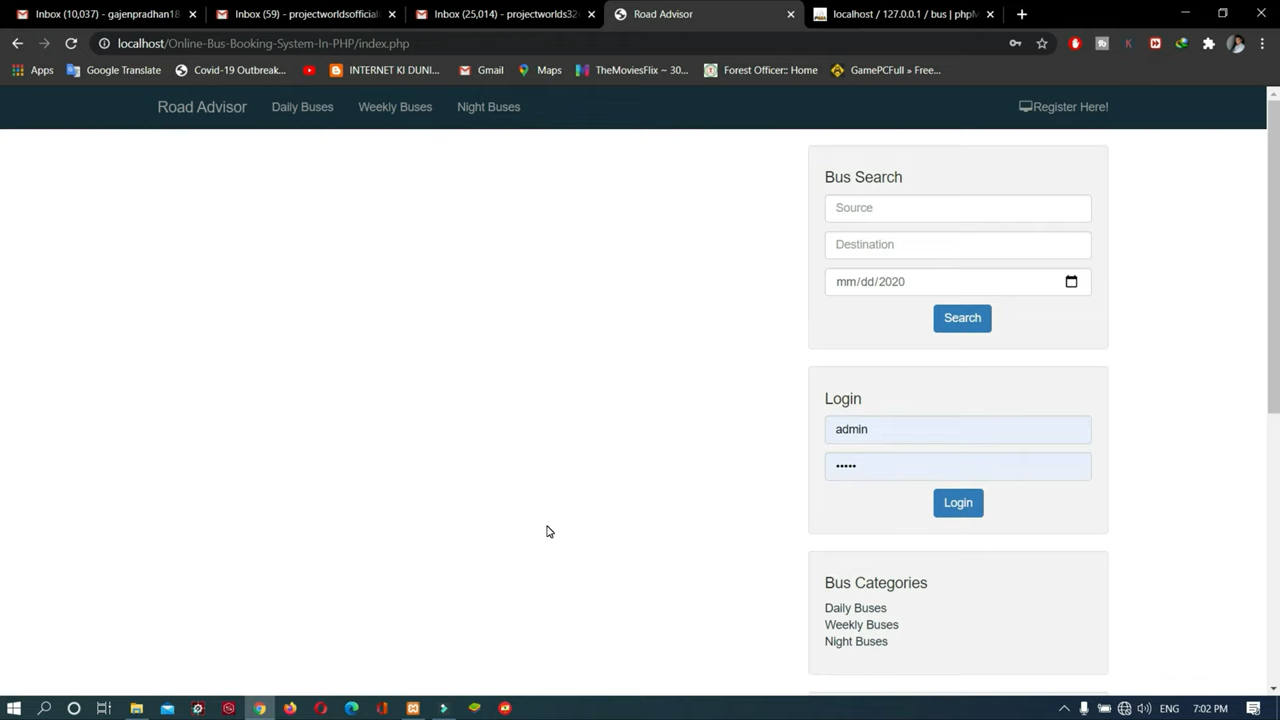 Inbox (10,037) - gajenpradhan18
Inbox (59) - projectworldsofficial
Inbox (25,014) - projectworlds32
Road Advisor
localhost / 127.0.0.1 / bus | phpM
localhost/Online-Bus-Booking-System-In-PHP/index.php
Apps
Google Translate
Covid-19 Outbreak...
INTERNET KI DUNI...
Gmail
Maps
TheMoviesFlix ~ 30...
Forest Officer:: Home
GamePCFull » Free...
Road Advisor
Daily Buses
Weekly Buses
Night Buses
Register Here!
Bus Search
Source
Destination
mm/dd/2020
Search
Login
admin
•••••
Login
Bus Categories
Daily Buses
Weekly Buses
Night Buses
ENG
7:02 PM